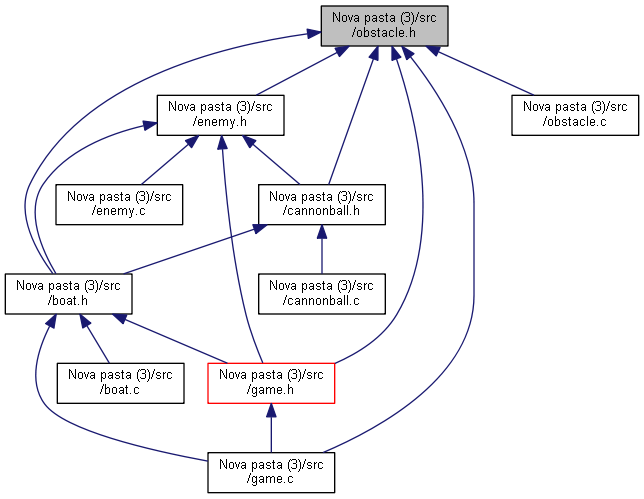 Nova pasta (3)/src
/obstacle.h
Nova pasta (3)/src
/enemy.h
Nova pasta (3)/src
/obstacle.c
Nova pasta (3)/src
/enemy.c
Nova pasta (3)/src
/cannonball.h
Nova pasta (3)/src
/boat.h
Nova pasta (3)/src
/cannonball.c
Nova pasta (3)/src
/boat.c
Nova pasta (3)/src
/game.h
Nova pasta (3)/src
/game.c